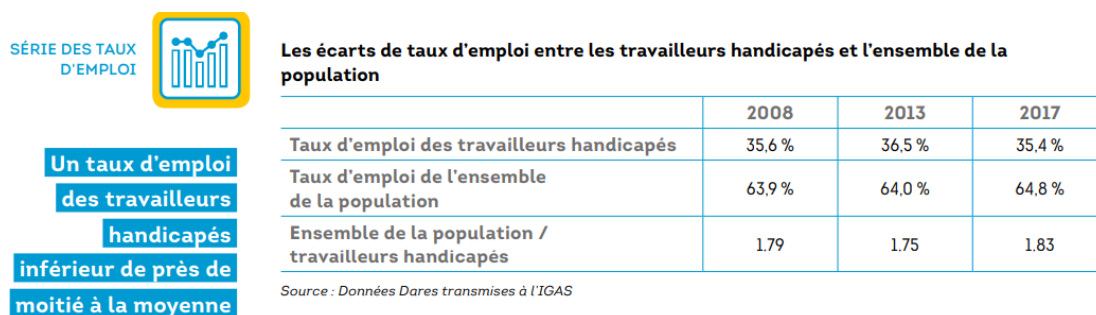 SÉRIE DES TAUX
D'EMPLOI
Un taux d'emploi
des travailleurs
handicapés
inférieur de près de
moitié à la moyenne
Les écarts de taux d'emploi entre les travailleurs handicapés et l'ensemble de la
population
2008 2013 2017
Taux d'emploi des travailleurs handicapés 35,6 % 36,5 % 35,4 %
Taux d'emploi de l'ensemble
de la population 63,9 % 64,0 % 64,8 %
Ensemble de la population /
travailleurs handicapés 1.79 1.75 1.83
Source : Données Dares transmises à l'IGAS